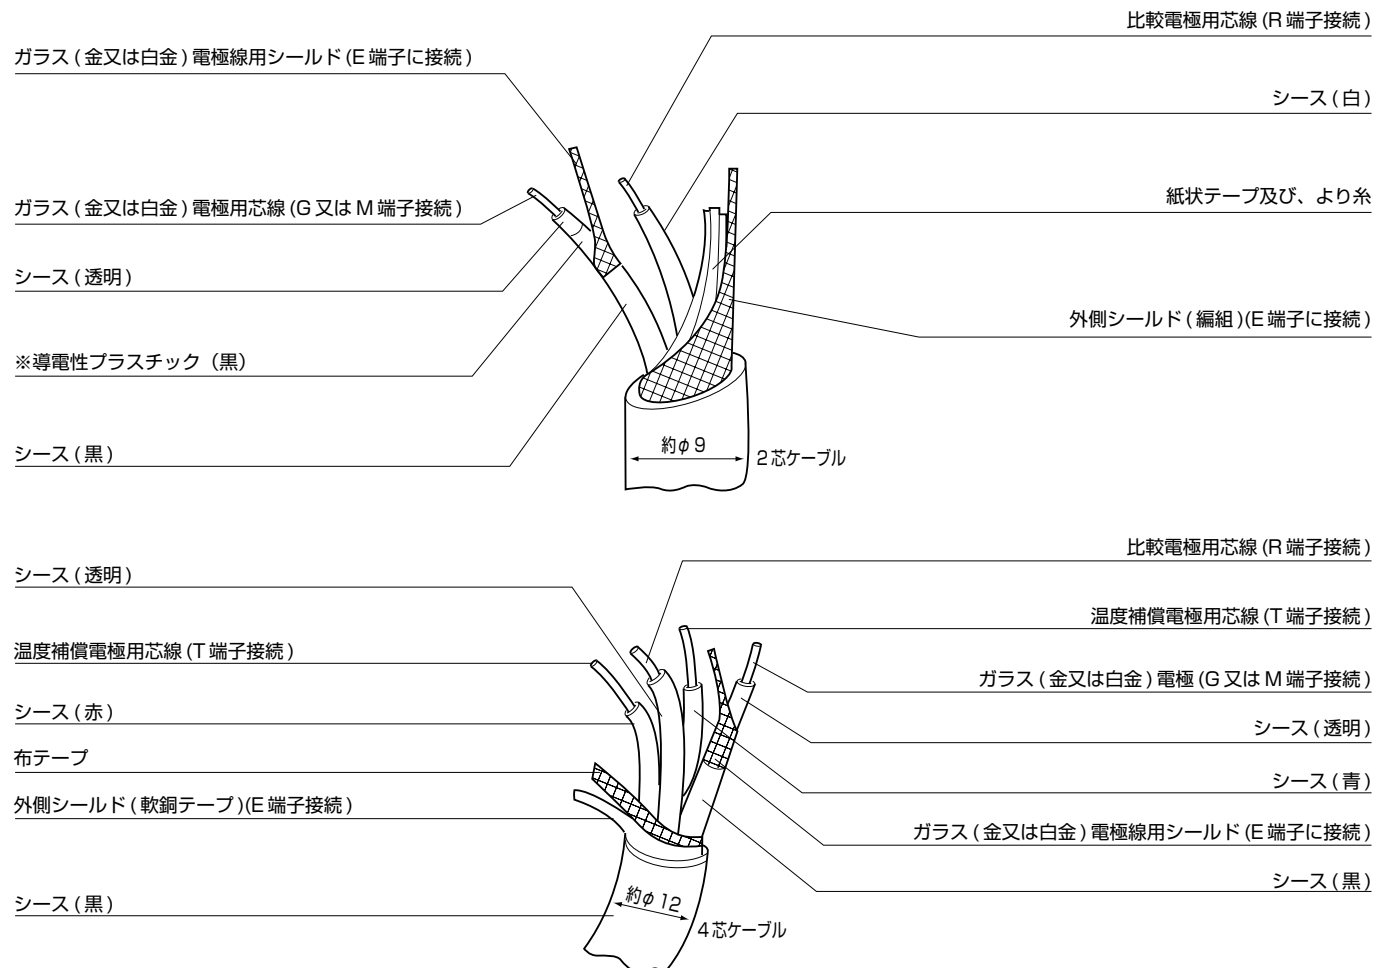 比較電極用芯線 (R 端子接続 )
ガラス ( 金又は白金 ) 電極線用シールド (E 端子に接続 )
シース ( 白 )
ガラス ( 金又は白金 ) 電極用芯線 (G 又は M 端子接続 )
紙状テープ及び、より糸
シース ( 透明 )
外側シールド ( 編組 )(E 端子に接続 )
※導電性プラスチック（黒）
シース ( 黒 )
約φ 9
2 芯ケーブル
比較電極用芯線 (R 端子接続 )
シース ( 透明 )
温度補償電極用芯線 (T 端子接続 )
温度補償電極用芯線 (T 端子接続 )
ガラス ( 金又は白金 ) 電極 (G 又は M 端子接続 )
シース ( 赤 )
シース ( 透明 )
布テープ
シース ( 青 )
外側シールド ( 軟銅テープ )(E 端子接続 )
ガラス ( 金又は白金 ) 電極線用シールド (E 端子に接続 )
シース ( 黒 )
シース ( 黒 )
約φ 12
4 芯ケーブル